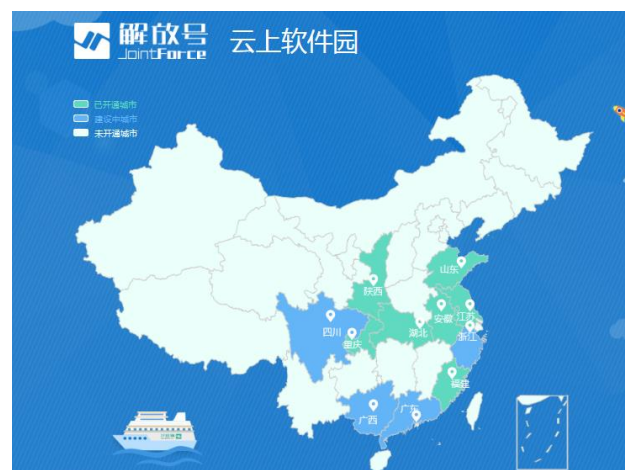 解放号
JointForce
云上软件园
已开通城市
建设中城市
未开通城市
山东
陕西
江苏
安徽
四川
湖北
浙江
重庆
福建
广东
广西